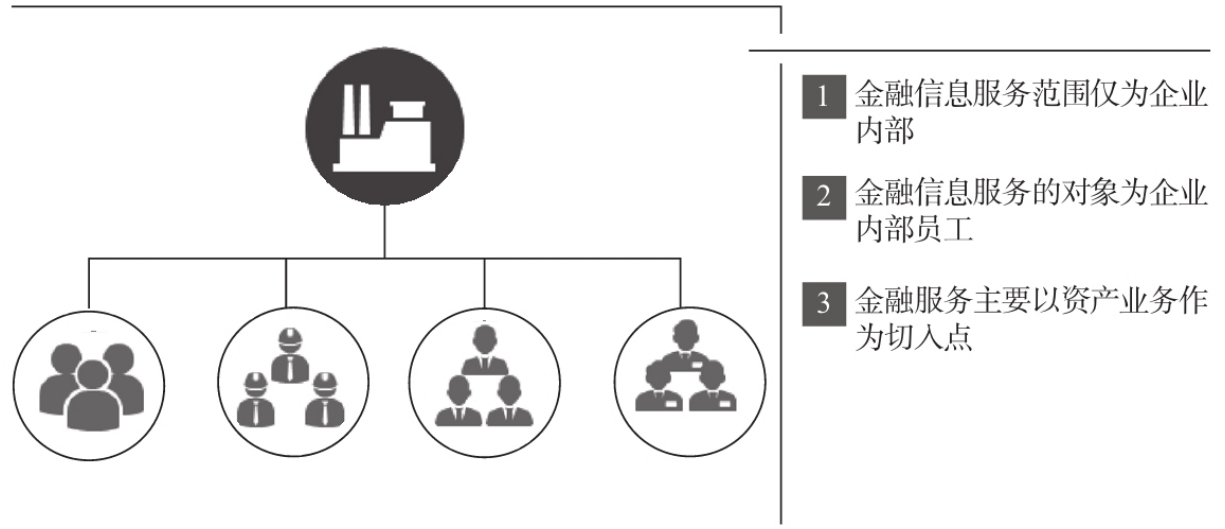 1 金融信息服务范围仅为企业
内部
2 金融信息服务的对象为企业
内部员工
3 金融服务主要以资产业务作
为切入点